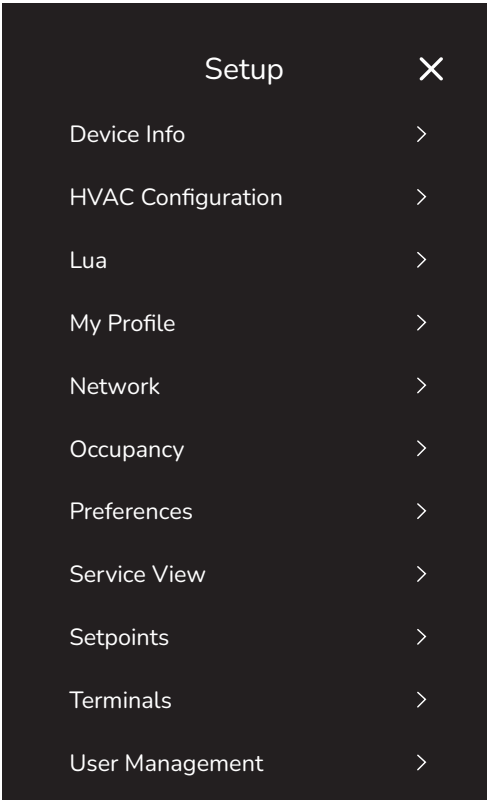 Setup
Device Info
HVAC Configuration
Lua
My Profile
Network
Occupancy
Preferences
Service View
Setpoints
Terminals
User Management